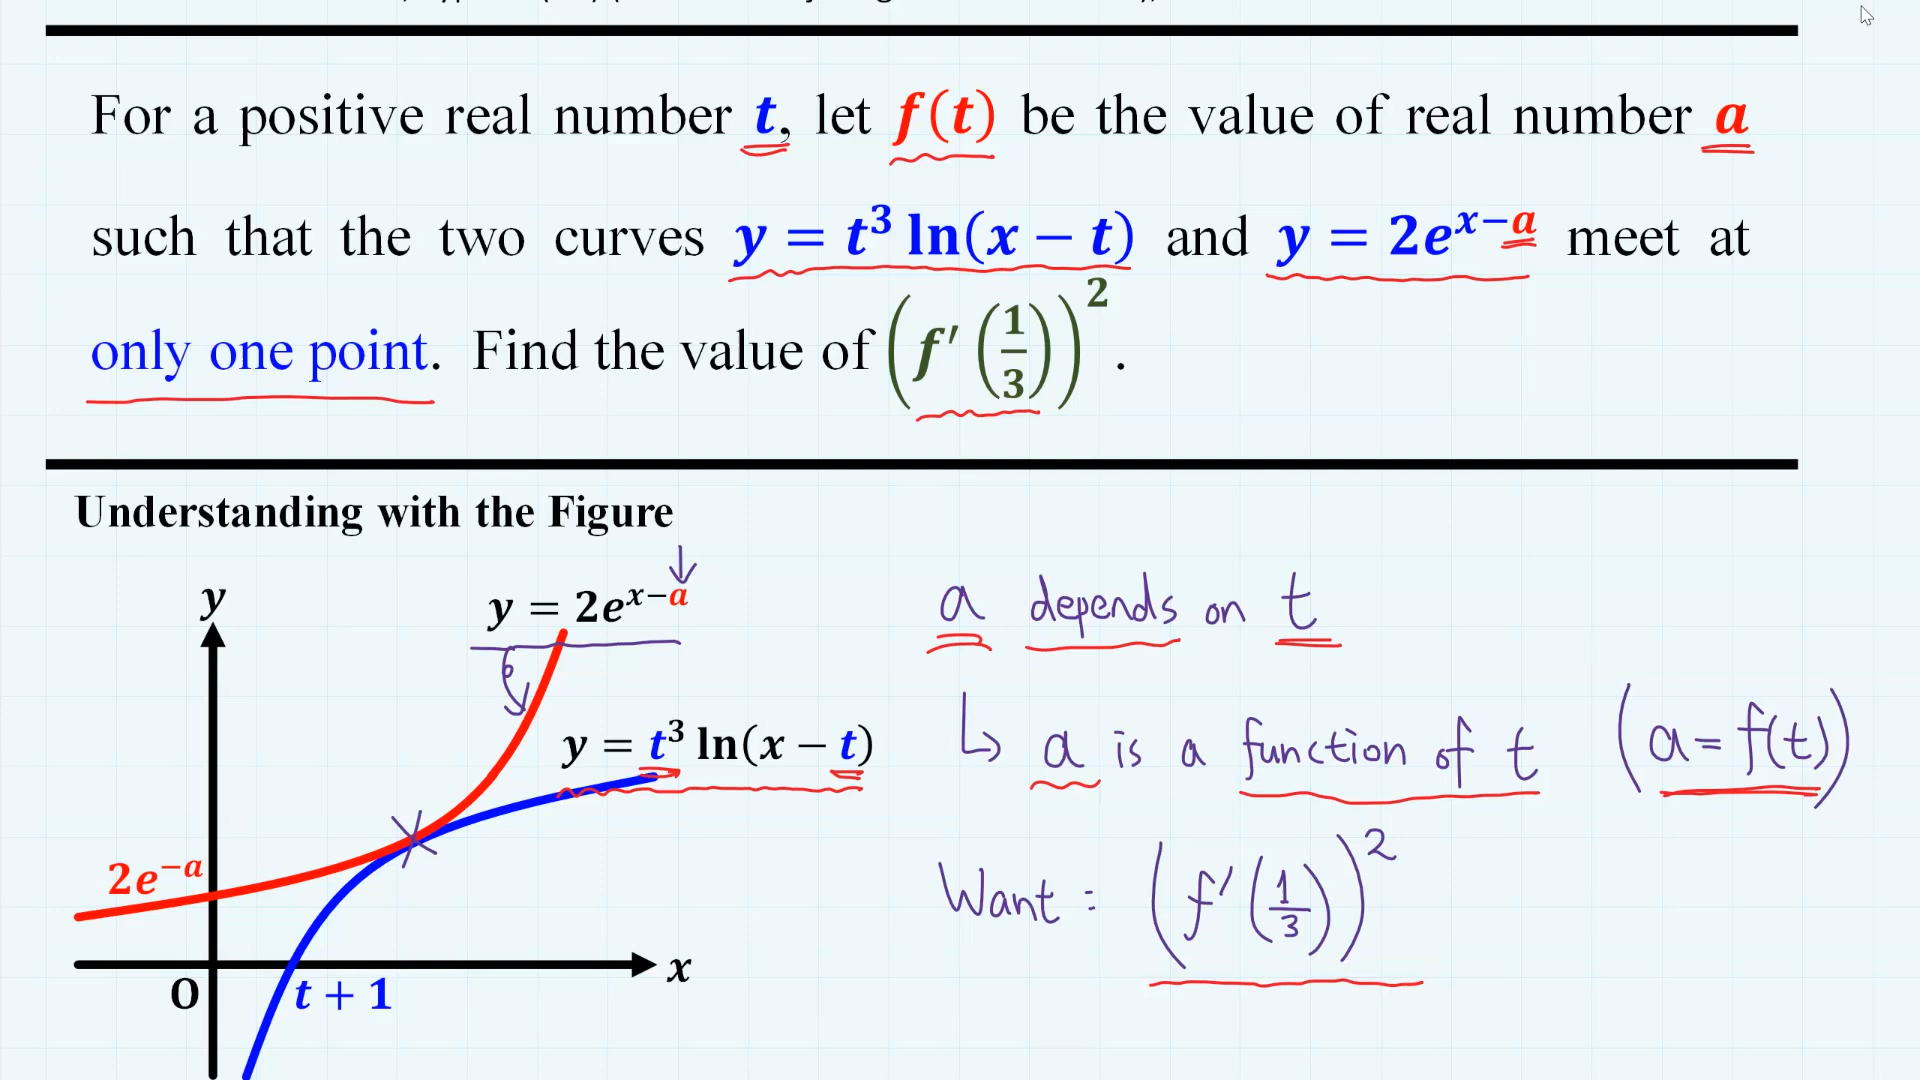 For a positive real number t, let f(t) be the value of real number a
such that the two curves y = t³ ln(x − t) and y = 2eˣ⁻ᵃ meet at
only one point. Find the value of (f′(1/3))².
Understanding with the Figure
y
y = 2eˣ⁻ᵃ
y = t³ ln(x − t)
2e⁻ᵃ
O
t + 1
x
a depends on t
↳ a is a function of t (a = f(t))
Want : (f′(1/3))²